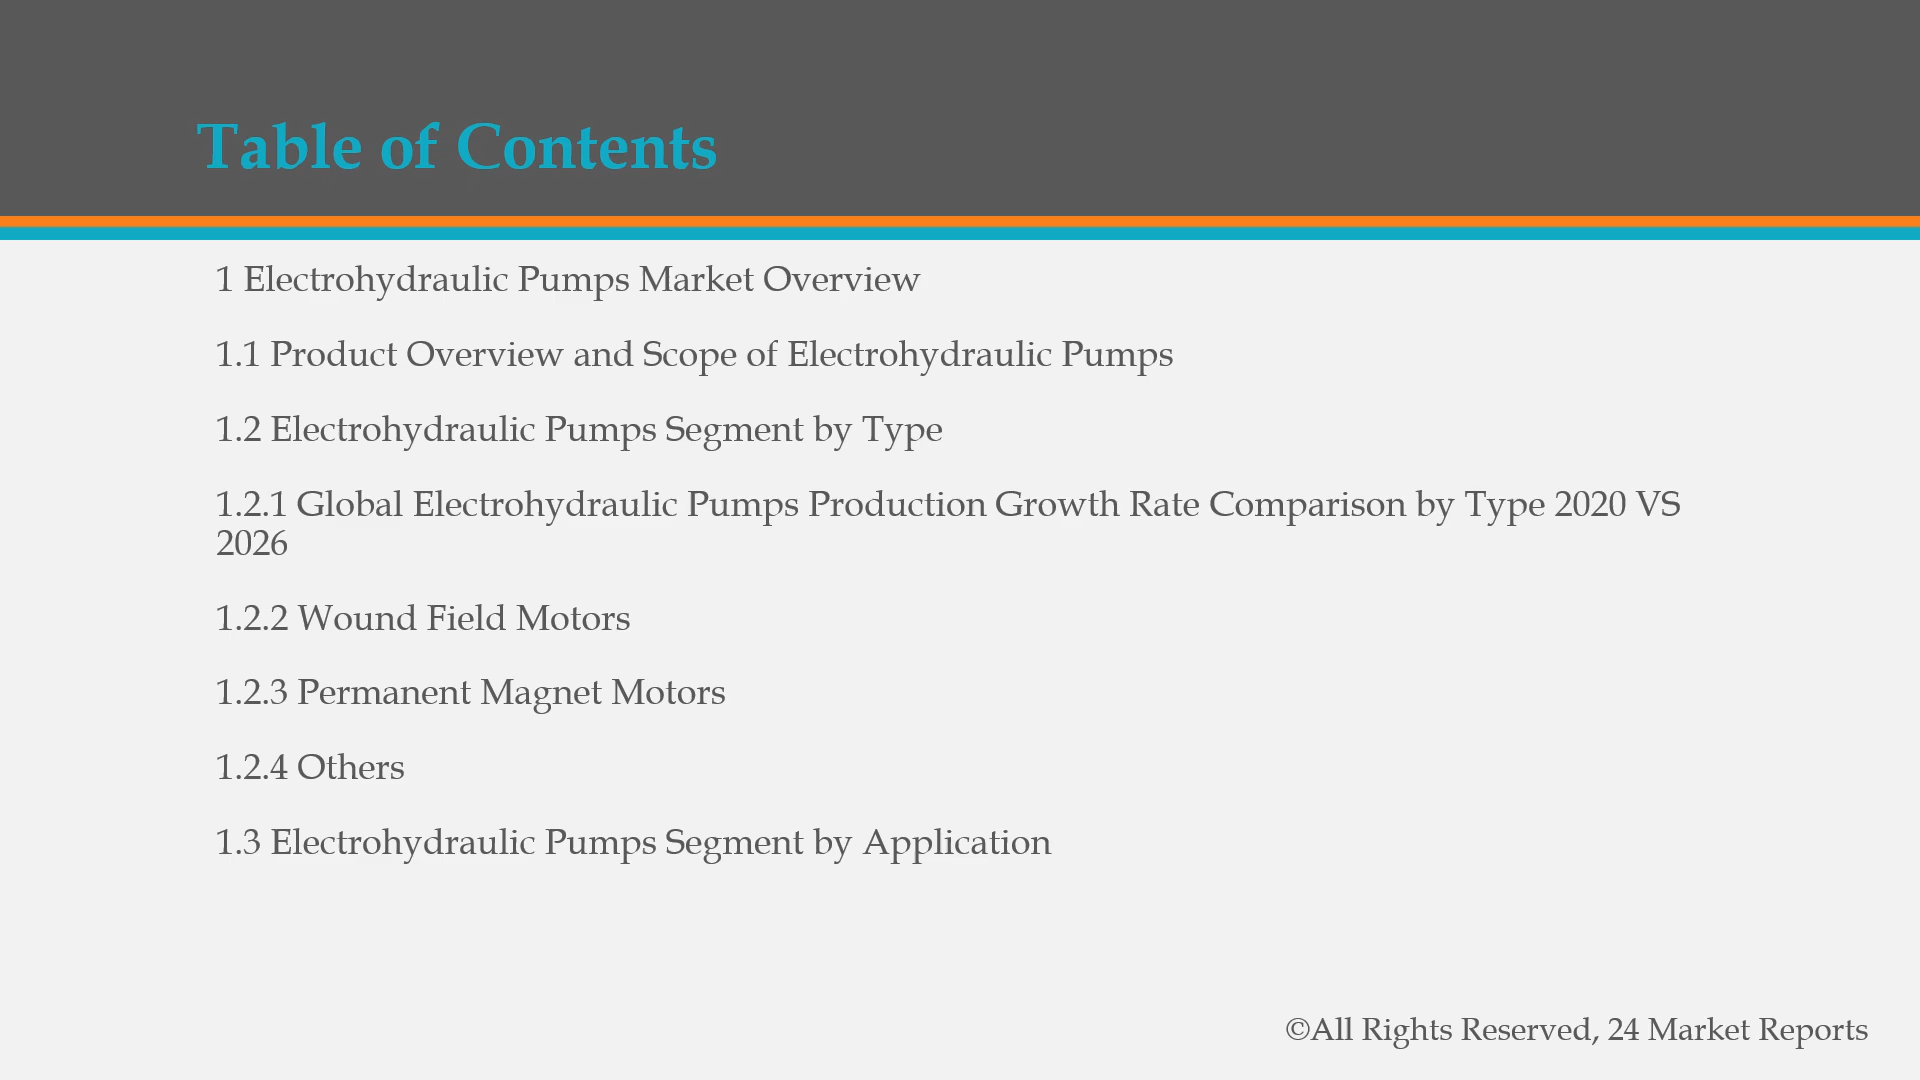 Table of Contents
1 Electrohydraulic Pumps Market Overview
1.1 Product Overview and Scope of Electrohydraulic Pumps
1.2 Electrohydraulic Pumps Segment by Type
1.2.1 Global Electrohydraulic Pumps Production Growth Rate Comparison by Type 2020 VS
2026
1.2.2 Wound Field Motors
1.2.3 Permanent Magnet Motors
1.2.4 Others
1.3 Electrohydraulic Pumps Segment by Application
©All Rights Reserved, 24 Market Reports